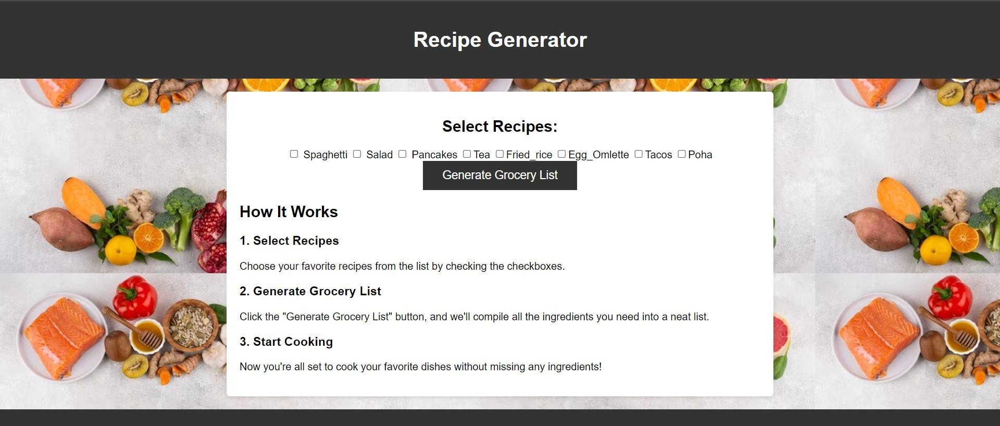 Recipe Generator
Select Recipes:
Spaghetti Salad Pancakes Tea Fried_rice Egg_Omlette Tacos Poha
Generate Grocery List
How It Works
1. Select Recipes
Choose your favorite recipes from the list by checking the checkboxes.
2. Generate Grocery List
Click the "Generate Grocery List" button, and we'll compile all the ingredients you need into a neat list.
3. Start Cooking
Now you're all set to cook your favorite dishes without missing any ingredients!